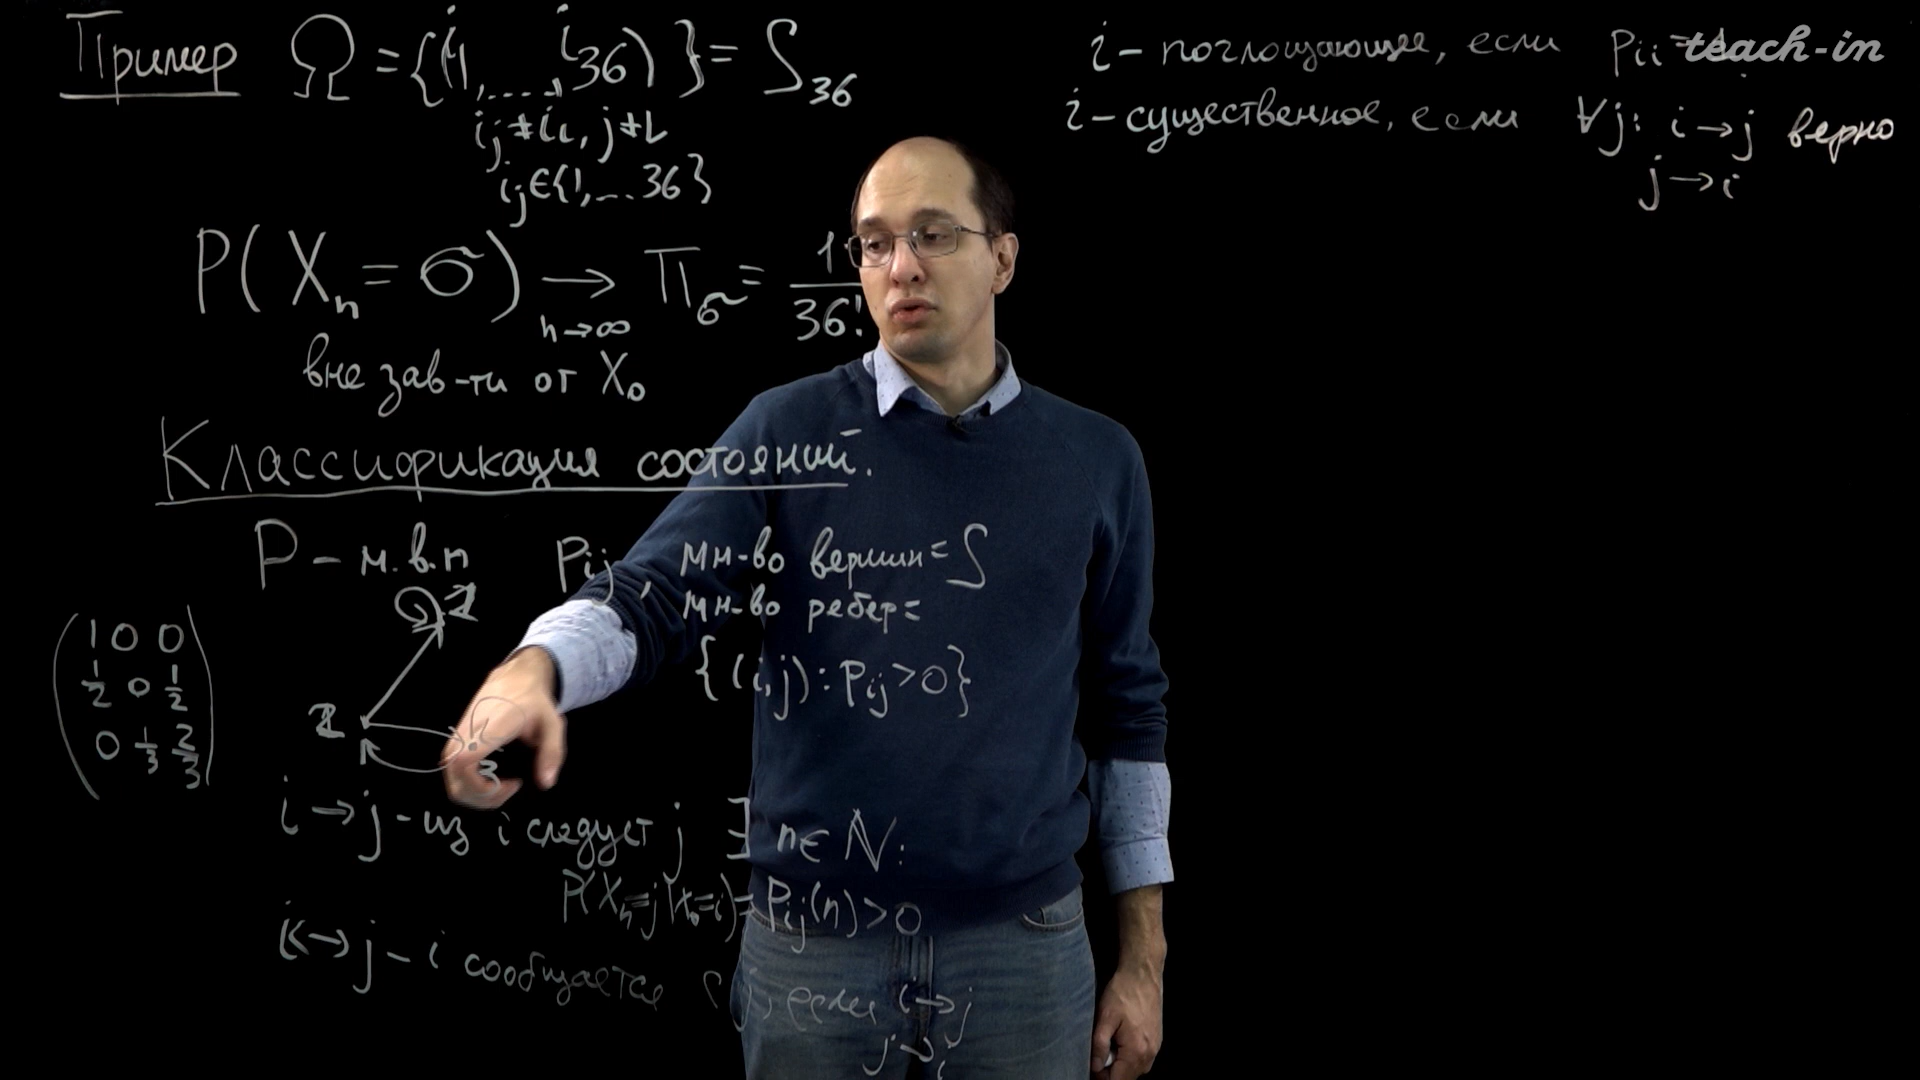 Пример Ω = {(i1, ..., i36)} = S36
ij ≠ iL, j ≠ L
ij ∈ {1, ... 36}
P(Xn = σ) → πσ = 1/36!
n→∞
вне зав-ти от X0
Классификация состояний.
P – м.в.п Pij, мн-во вершин = S
мн-во ребер =
{(i,j): Pij > 0}
1 0 0
1/2 0 1/2
0 1/3 2/3
1
2
3
i → j - из i следует j ∃ n ∈ N:
P(Xn=j|X0=i) = Pij(n) > 0
i ↔ j – i сообщается с j, если i → j
j → i
i – поглощающее, если Pii =
teach-in
i – существенное, если ∀j: i → j верно
j → i